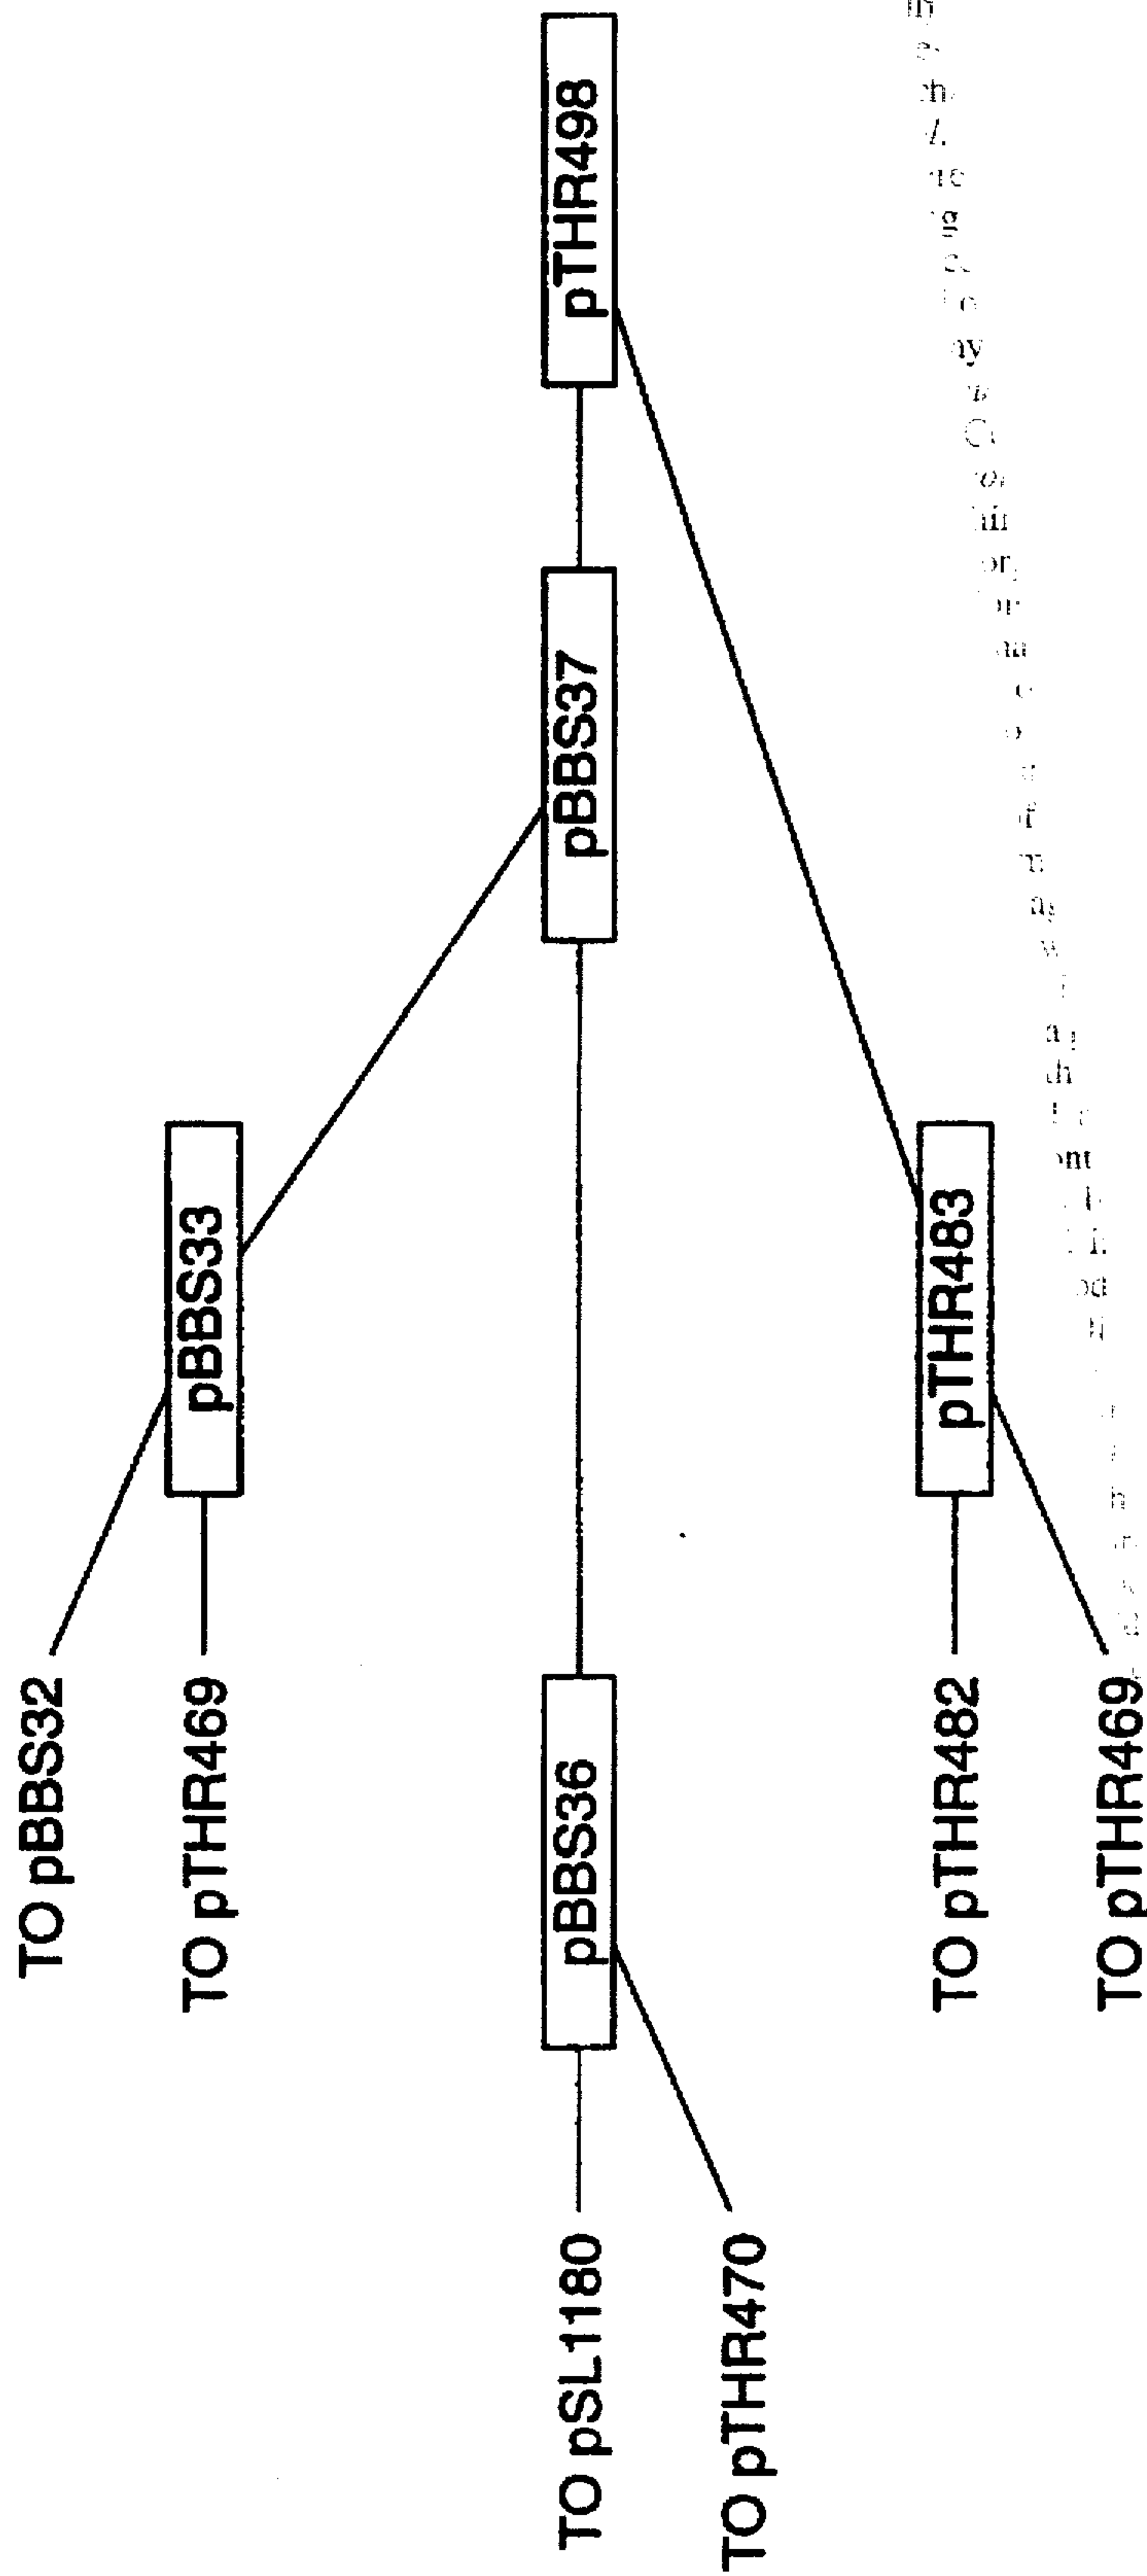 TO pBBS32
TO pTHR469
pBBS33
TO pSL1180
TO pTHR470
pBBS36
pBBS37
pTHR498
TO pTHR482
TO pTHR469
pTHR483